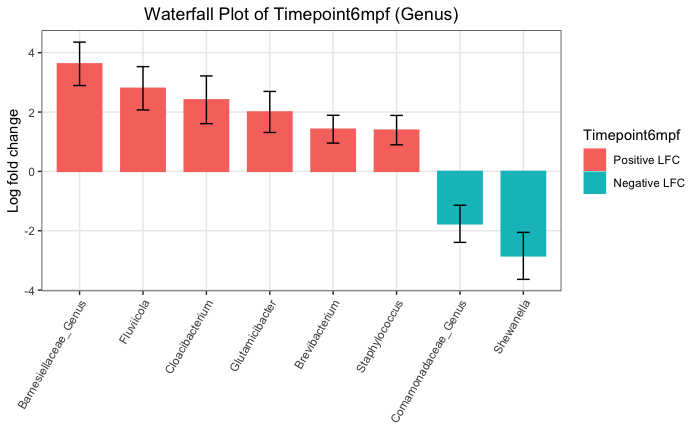 Waterfall Plot of Timepoint6mpf (Genus)
Log fold change
4
2
0
-2
-4
Barnesiellaceae_Genus
Fluviicola
Cloacibacterium
Glutamicibacter
Brevibacterium
Staphylococcus
Comamonadaceae_Genus
Shewanella
Timepoint6mpf
Positive LFC
Negative LFC